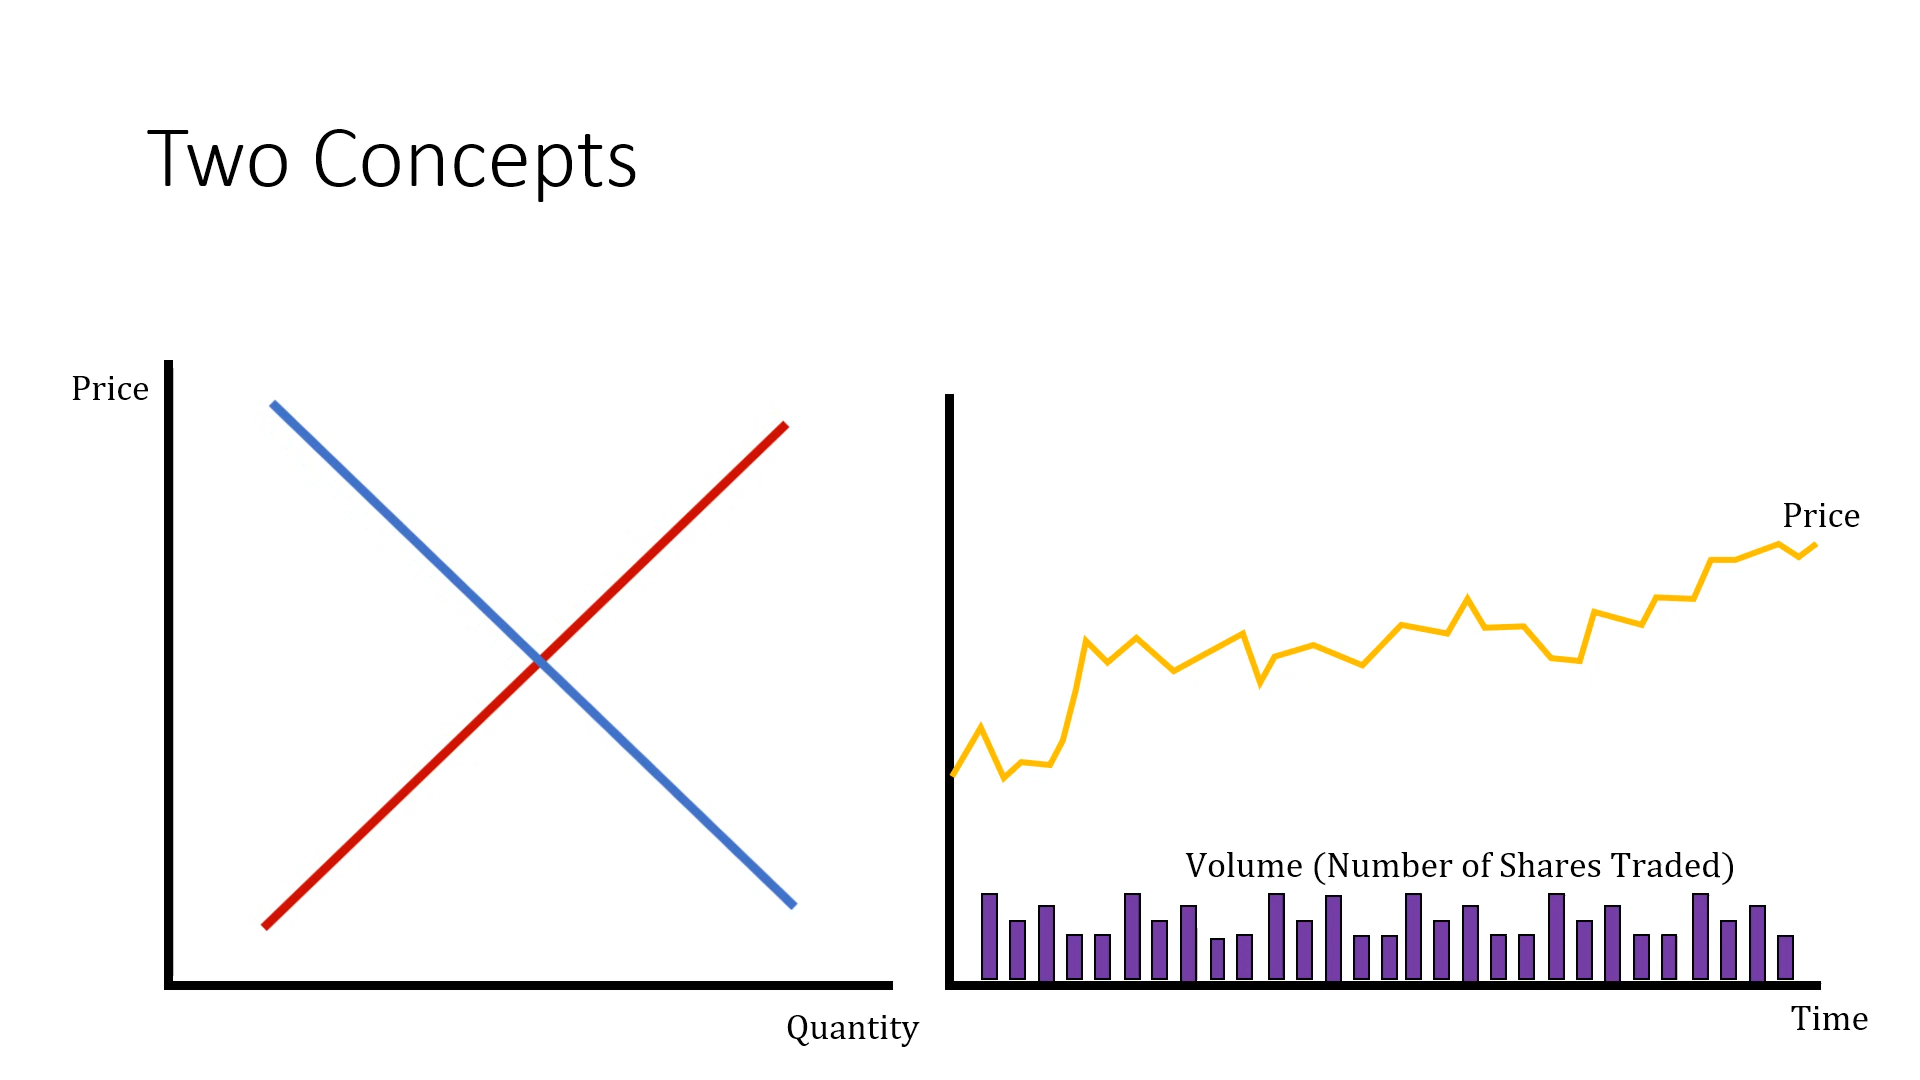 Two Concepts
Price
Quantity
Price
Volume (Number of Shares Traded)
Time